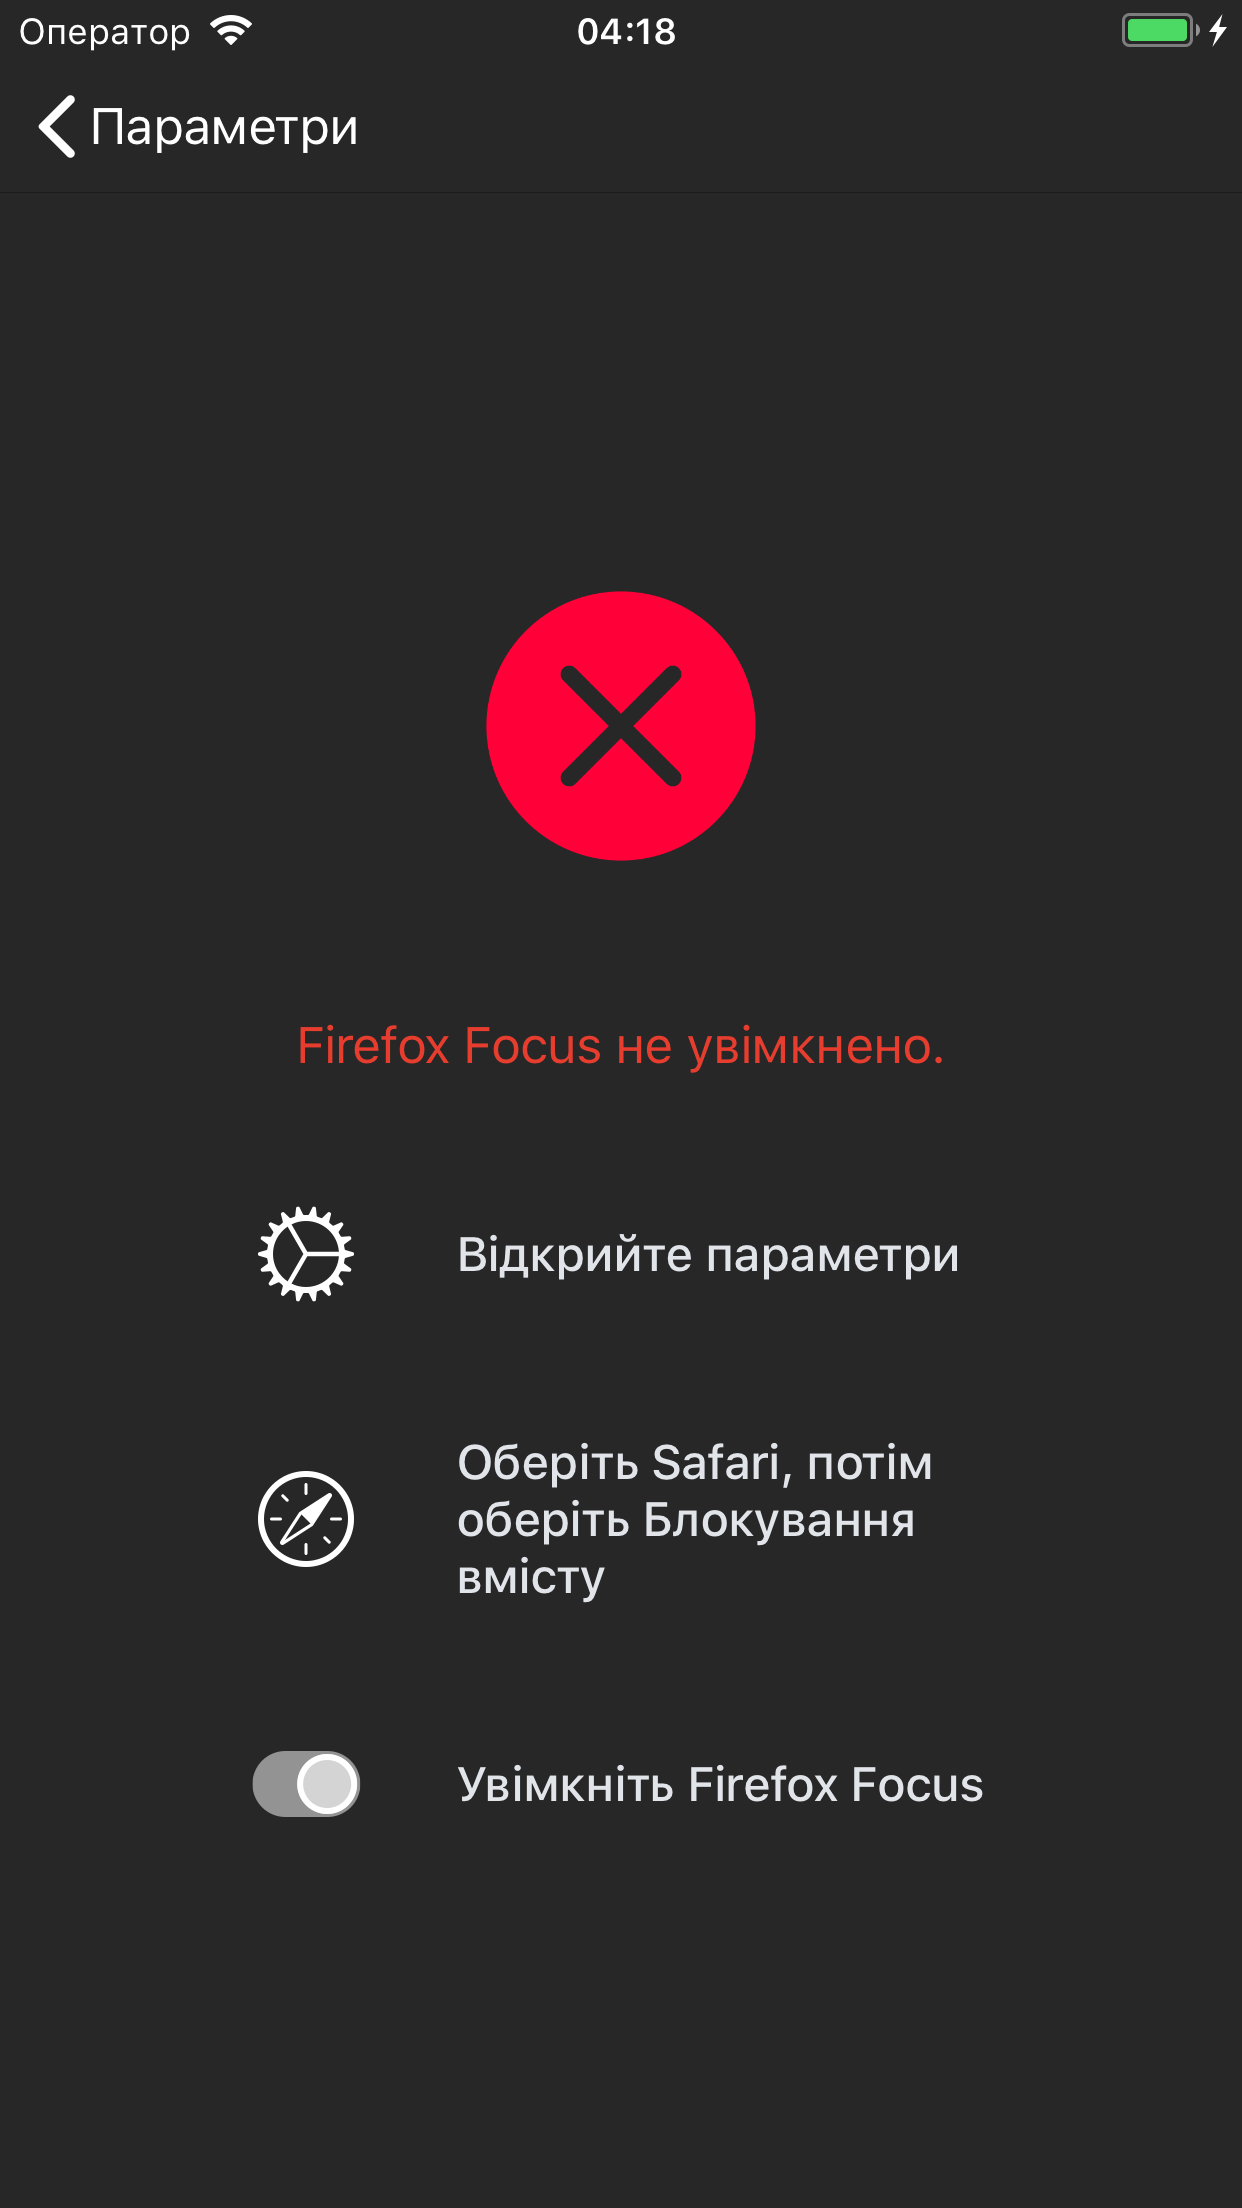 Оператор 04:18
Параметри
Firefox Focus не увімкнено.
Відкрийте параметри
Оберіть Safari, потім
оберіть Блокування
вмісту
Увімкніть Firefox Focus